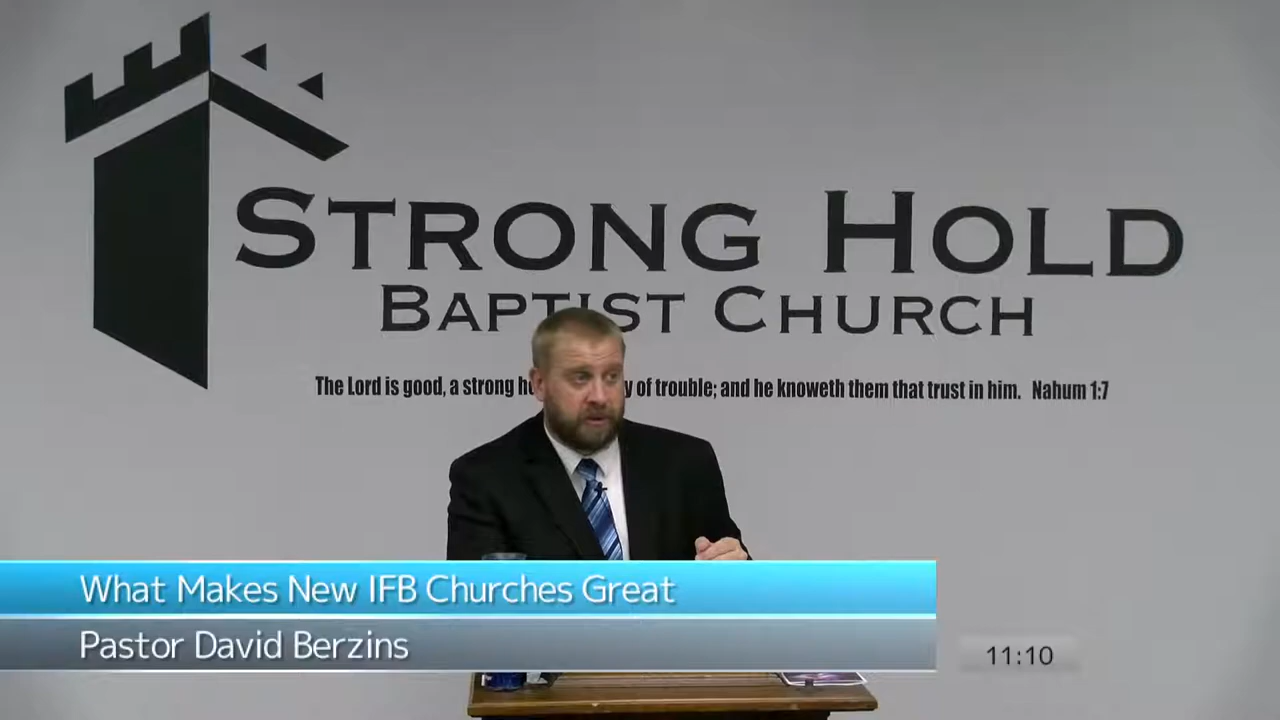 STRONG HOLD
BAPTIST CHURCH
The Lord is good, a strong y of trouble; and he knoweth them that trust in him. Nahum 1:7
What Makes New IFB Churches Great
Pastor David Berzins
11:10